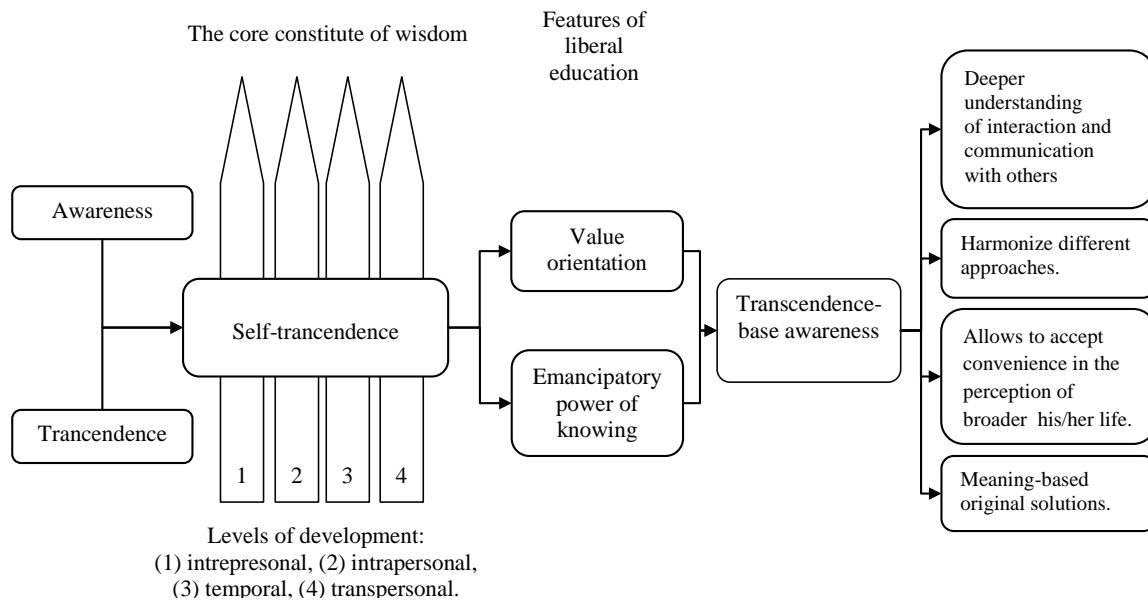 The core constitute of wisdom
Features of
liberal
education
Awareness
Trancendence
Self-trancendence
1
2
3
4
Levels of development:
(1) intrepresonal, (2) intrapersonal,
(3) temporal, (4) transpersonal.
Value
orientation
Emancipatory
power of
knowing
Transcendence-
base awareness
Deeper
understanding
of interaction and
communication
with others
Harmonize different
approaches.
Allows to accept
convenience in the
perception of
broader his/her life.
Meaning-based
original solutions.